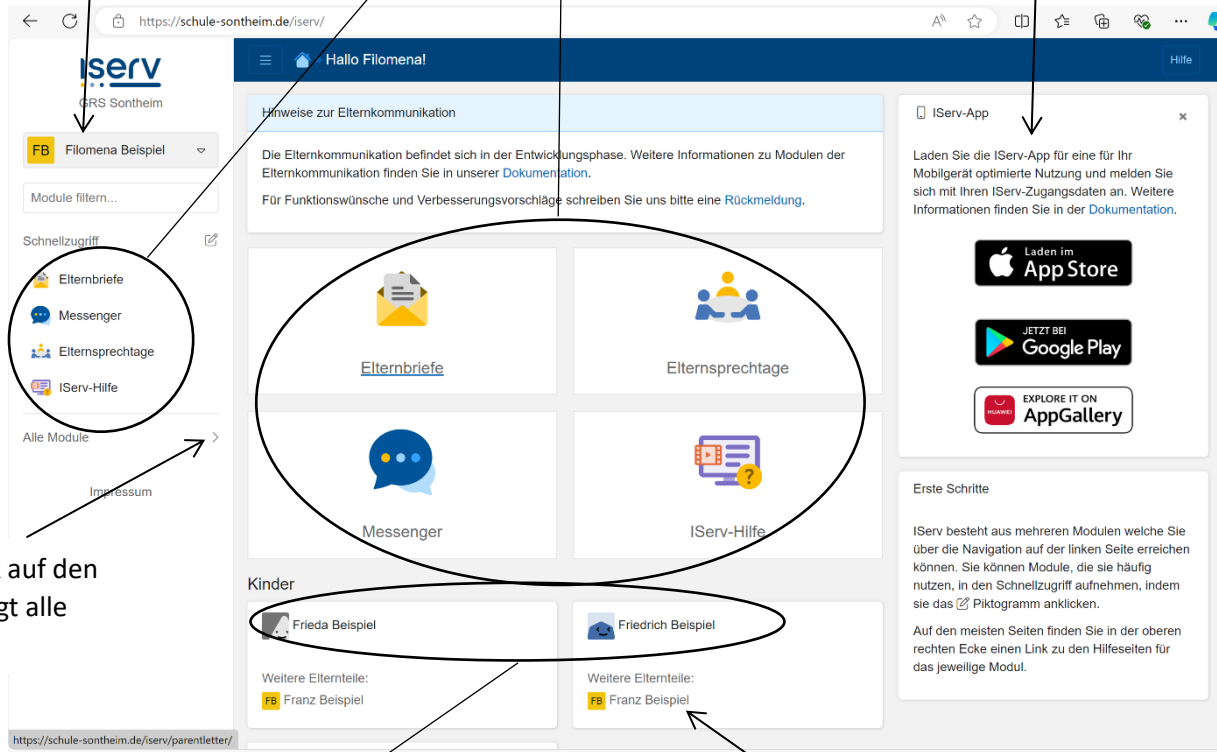 https://schule-sontheim.de/iserv/
IServ
GRS Sontheim
FB Filomena Beispiel
Module filtern...
Schnellzugriff
Elternbriefe
Messenger
Elternsprechtage
IServ-Hilfe
Alle Module
Impressum
auf den
gt alle
Hallo Filomena!
Hilfe
Hinweise zur Elternkommunikation
Die Elternkommunikation befindet sich in der Entwicklungsphase. Weitere Informationen zu Modulen der
Elternkommunikation finden Sie in unserer Dokumentation.
Für Funktionswünsche und Verbesserungsvorschläge schreiben Sie uns bitte eine Rückmeldung.
Elternbriefe
Elternsprechtage
Messenger
IServ-Hilfe
Kinder
Frieda Beispiel
Weitere Elternteile:
FB Franz Beispiel
Friedrich Beispiel
Weitere Elternteile:
FB Franz Beispiel
IServ-App
Laden Sie die IServ-App für eine für Ihr
Mobilgerät optimierte Nutzung und melden Sie
sich mit Ihren IServ-Zugangsdaten an. Weitere
Informationen finden Sie in der Dokumentation.
Laden im
App Store
JETZT BEI
Google Play
HUAWEI
EXPLORE IT ON
AppGallery
Erste Schritte
IServ besteht aus mehreren Modulen welche Sie
über die Navigation auf der linken Seite erreichen
können. Sie können Module, die sie häufig
nutzen, in den Schnellzugriff aufnehmen, indem
sie das Piktogramm anklicken.
Auf den meisten Seiten finden Sie in der oberen
rechten Ecke einen Link zu den Hilfeseiten für
das jeweilige Modul.
https://schule-sontheim.de/iserv/parentletter/